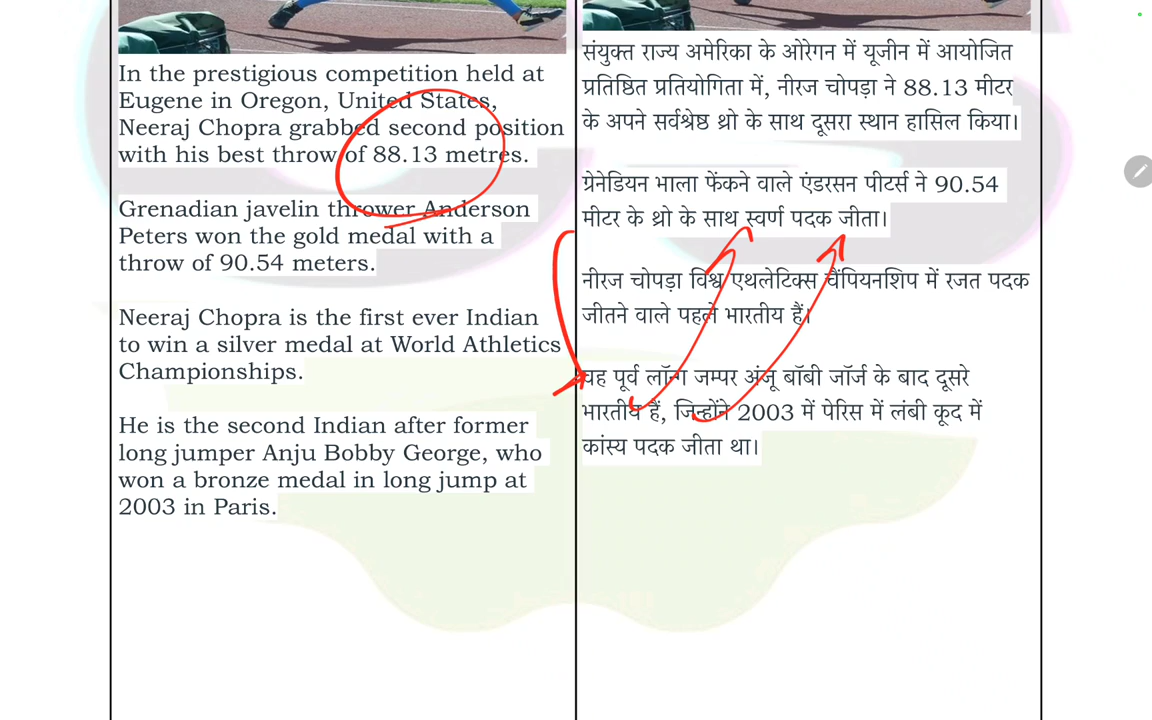 In the prestigious competition held at
Eugene in Oregon, United States,
Neeraj Chopra grabbed second position
with his best throw of 88.13 metres.
Grenadian javelin thrower Anderson
Peters won the gold medal with a
throw of 90.54 meters.
Neeraj Chopra is the first ever Indian
to win a silver medal at World Athletics
Championships.
He is the second Indian after former
long jumper Anju Bobby George, who
won a bronze medal in long jump at
2003 in Paris.
संयुक्त राज्य अमेरिका के ओरेगन में यूजीन में आयोजित
प्रतिष्ठित प्रतियोगिता में, नीरज चोपड़ा ने 88.13 मीटर
के अपने सर्वश्रेष्ठ थ्रो के साथ दूसरा स्थान हासिल किया।
ग्रेनेडियन भाला फेंकने वाले एंडरसन पीटर्स ने 90.54
मीटर के थ्रो के साथ स्वर्ण पदक जीता।
नीरज चोपड़ा विश्व एथलेटिक्स चैंपियनशिप में रजत पदक
जीतने वाले पहले भारतीय हैं।
वह पूर्व लॉन्ग जम्पर अंजू बॉबी जॉर्ज के बाद दूसरे
भारतीय हैं, जिन्होंने 2003 में पेरिस में लंबी कूद में
कांस्य पदक जीता था।